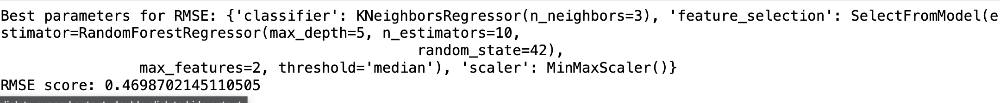 Best parameters for RMSE: {'classifier': KNeighborsRegressor(n_neighbors=3), 'feature_selection': SelectFromModel(e
stimator=RandomForestRegressor(max_depth=5, n_estimators=10,
random_state=42),
max_features=2, threshold='median'), 'scaler': MinMaxScaler()}
RMSE score: 0.4698702145110505